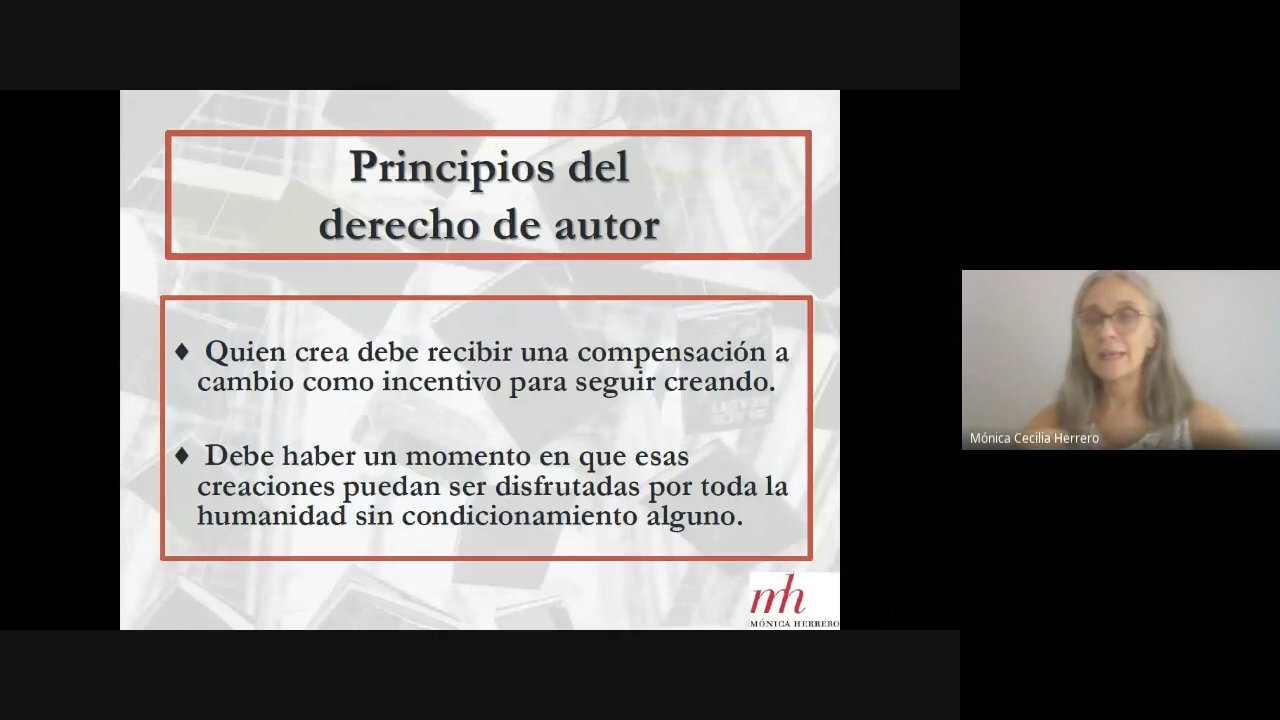 Principios del
derecho de autor
♦ Quien crea debe recibir una compensación a
cambio como incentivo para seguir creando.
♦ Debe haber un momento en que esas
creaciones puedan ser disfrutadas por toda la
humanidad sin condicionamiento alguno.
mh
MÓNICA HERRERO
Mónica Cecilia Herrero